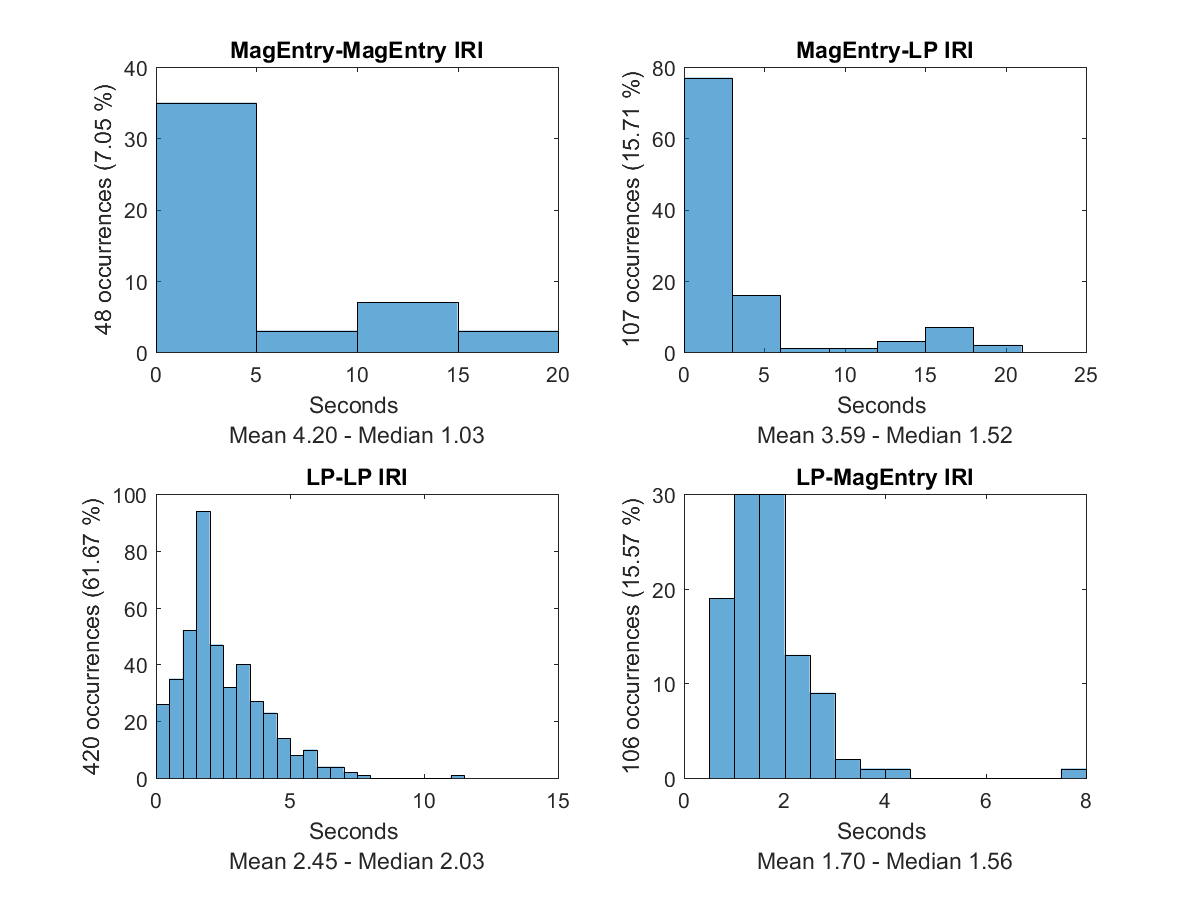 MagEntry-MagEntry IRI
48 occurrences (7.05 %)
40
30
20
10
0
0 5 10 15 20
Seconds
Mean 4.20 - Median 1.03
MagEntry-LP IRI
107 occurrences (15.71 %)
80
60
40
20
0
0 5 10 15 20 25
Seconds
Mean 3.59 - Median 1.52
LP-LP IRI
420 occurrences (61.67 %)
100
80
60
40
20
0
0 5 10 15
Seconds
Mean 2.45 - Median 2.03
LP-MagEntry IRI
106 occurrences (15.57 %)
30
20
10
0
0 2 4 6 8
Seconds
Mean 1.70 - Median 1.56